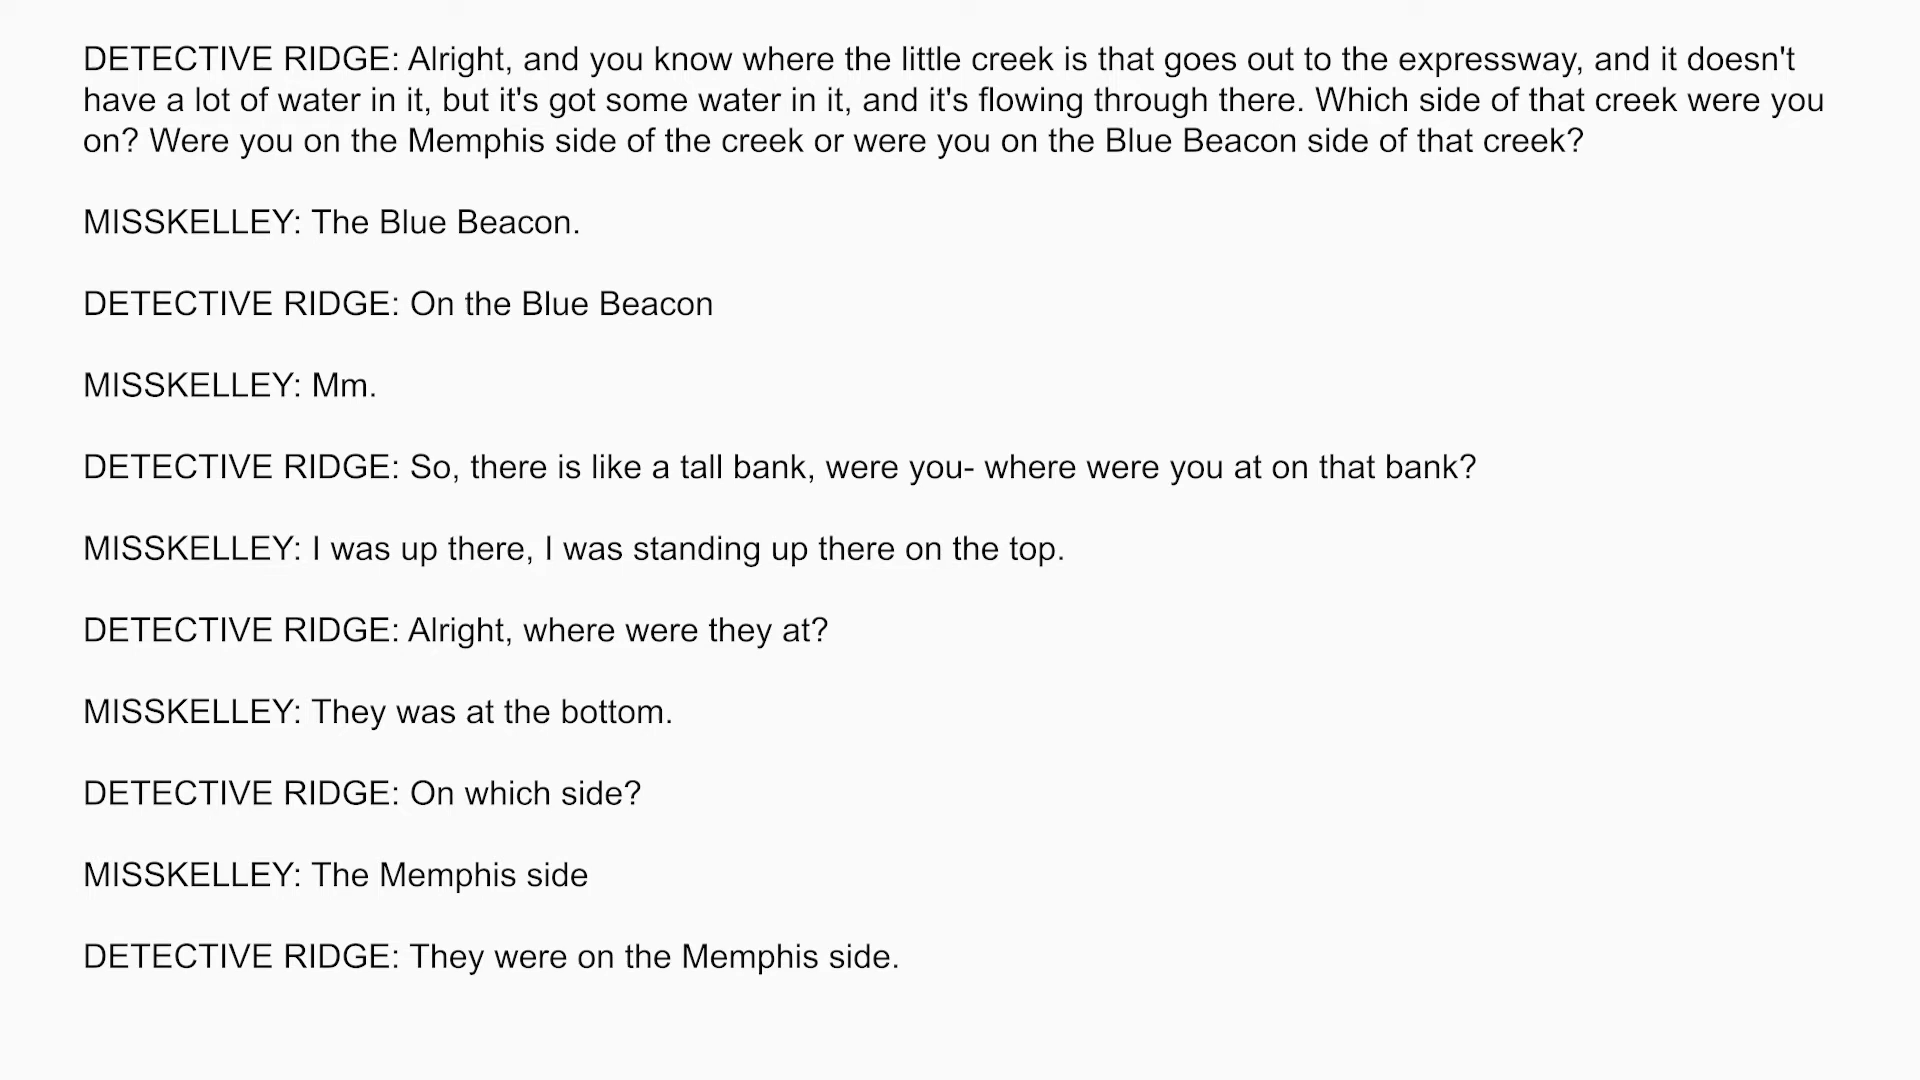 DETECTIVE RIDGE: Alright, and you know where the little creek is that goes out to the expressway, and it doesn't
have a lot of water in it, but it's got some water in it, and it's flowing through there. Which side of that creek were you
on? Were you on the Memphis side of the creek or were you on the Blue Beacon side of that creek?
MISSKELLEY: The Blue Beacon.
DETECTIVE RIDGE: On the Blue Beacon
MISSKELLEY: Mm.
DETECTIVE RIDGE: So, there is like a tall bank, were you- where were you at on that bank?
MISSKELLEY: I was up there, I was standing up there on the top.
DETECTIVE RIDGE: Alright, where were they at?
MISSKELLEY: They was at the bottom.
DETECTIVE RIDGE: On which side?
MISSKELLEY: The Memphis side
DETECTIVE RIDGE: They were on the Memphis side.